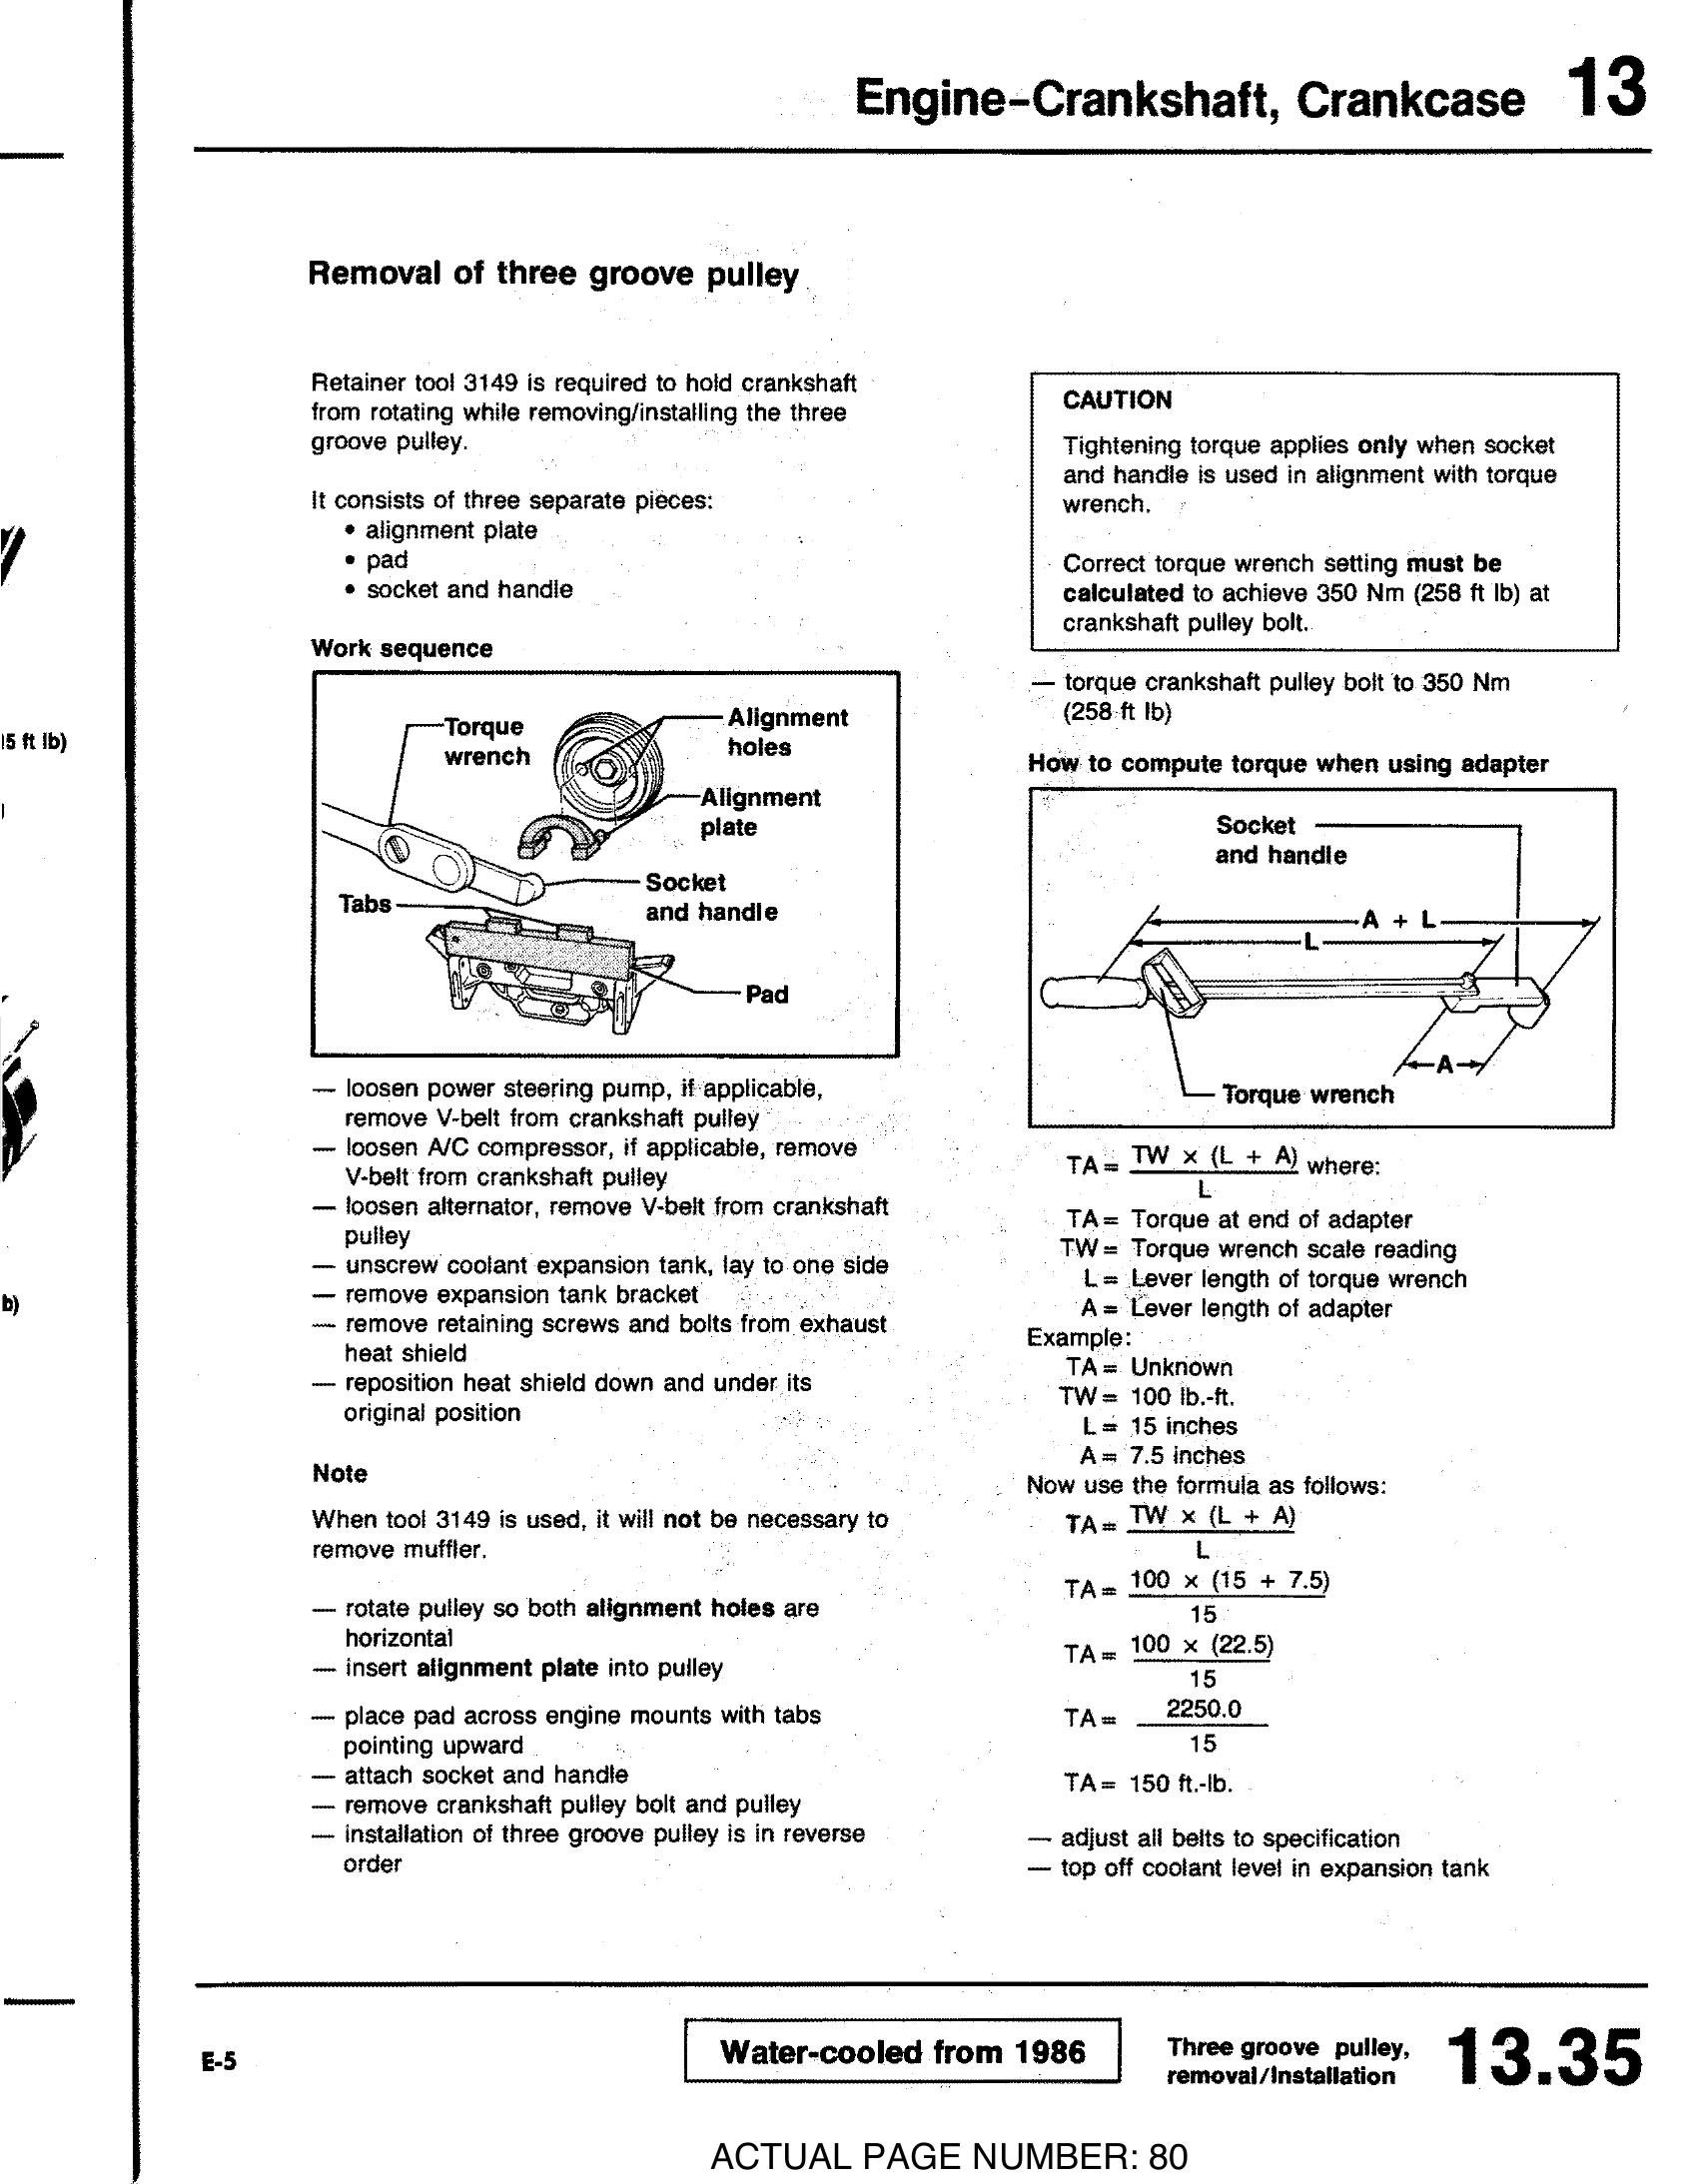 Engine-Crankshaft, Crankcase 13
Removal of three groove pulley
Retainer tool 3149 is required to hold crankshaft
from rotating while removing/installing the three
groove pulley.
It consists of three separate pieces:
• alignment plate
• pad
• socket and handle
Work sequence
Torque
wrench
Alignment
holes
Alignment
plate
Socket
and handle
Tabs
Pad
— loosen power steering pump, if applicable,
remove V-belt from crankshaft pulley
— loosen A/C compressor, if applicable, remove
V-belt from crankshaft pulley
— loosen alternator, remove V-belt from crankshaft
pulley
— unscrew coolant expansion tank, lay to one side
— remove expansion tank bracket
— remove retaining screws and bolts from exhaust
heat shield
— reposition heat shield down and under its
original position
Note
When tool 3149 is used, it will not be necessary to
remove muffler.
— rotate pulley so both alignment holes are
horizontal
— insert alignment plate into pulley
— place pad across engine mounts with tabs
pointing upward
— attach socket and handle
— remove crankshaft pulley bolt and pulley
— installation of three groove pulley is in reverse
order
CAUTION
Tightening torque applies only when socket
and handle is used in alignment with torque
wrench.
Correct torque wrench setting must be
calculated to achieve 350 Nm (258 ft lb) at
crankshaft pulley bolt.
— torque crankshaft pulley bolt to 350 Nm
(258 ft lb)
How to compute torque when using adapter
Socket
and handle
A + L
L
A
Torque wrench
TA = TW × (L + A) where:
L
TA = Torque at end of adapter
TW = Torque wrench scale reading
L = Lever length of torque wrench
A = Lever length of adapter
Example:
TA = Unknown
TW = 100 lb.-ft.
L = 15 inches
A = 7.5 inches
Now use the formula as follows:
TA = TW × (L + A)
L
TA = 100 × (15 + 7.5)
15
TA = 100 × (22.5)
15
TA = 2250.0
15
TA = 150 ft.-lb.
— adjust all belts to specification
— top off coolant level in expansion tank
15 ft lb)
b)
E-5
Water-cooled from 1986
Three groove pulley,
removal/Installation
13.35
ACTUAL PAGE NUMBER: 80